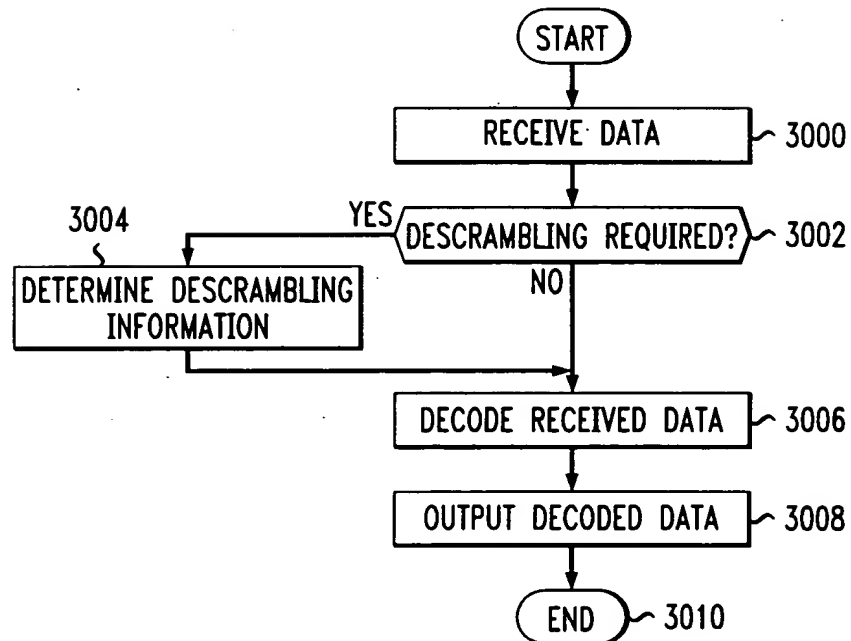 START
RECEIVE DATA
3000
3004
YES
DESCRAMBLING REQUIRED?
3002
DETERMINE DESCRAMBLING
INFORMATION
NO
DECODE RECEIVED DATA
3006
OUTPUT DECODED DATA
3008
END
3010